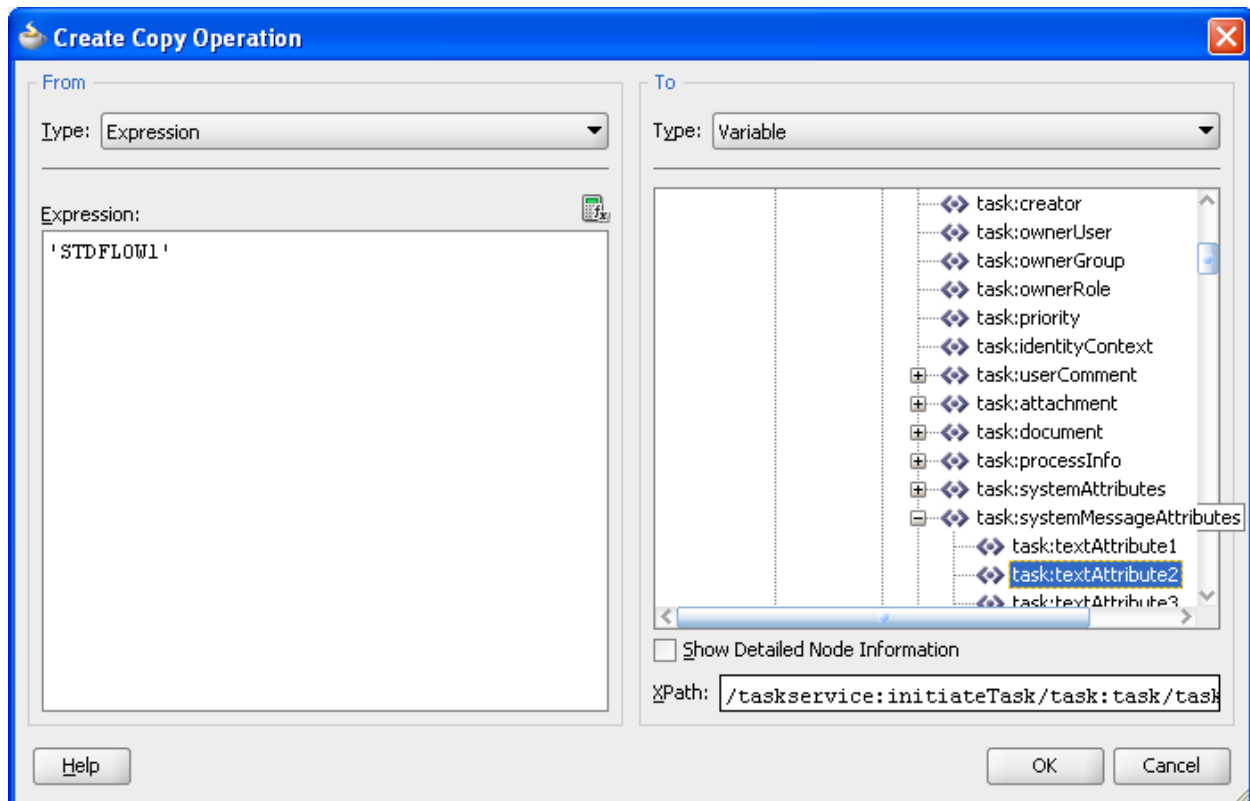 Create Copy Operation
From
Type: Expression
Expression:
'STDFLOW1'
To
Type: Variable
task:creator
task:ownerUser
task:ownerGroup
task:ownerRole
task:priority
task:identityContext
task:userComment
task:attachment
task:document
task:processInfo
task:systemAttributes
task:systemMessageAttributes
task:textAttribute1
task:textAttribute2
task:textAttribute3
Show Detailed Node Information
XPath: /taskservice:initiateTask/task:task/task
Help
OK
Cancel